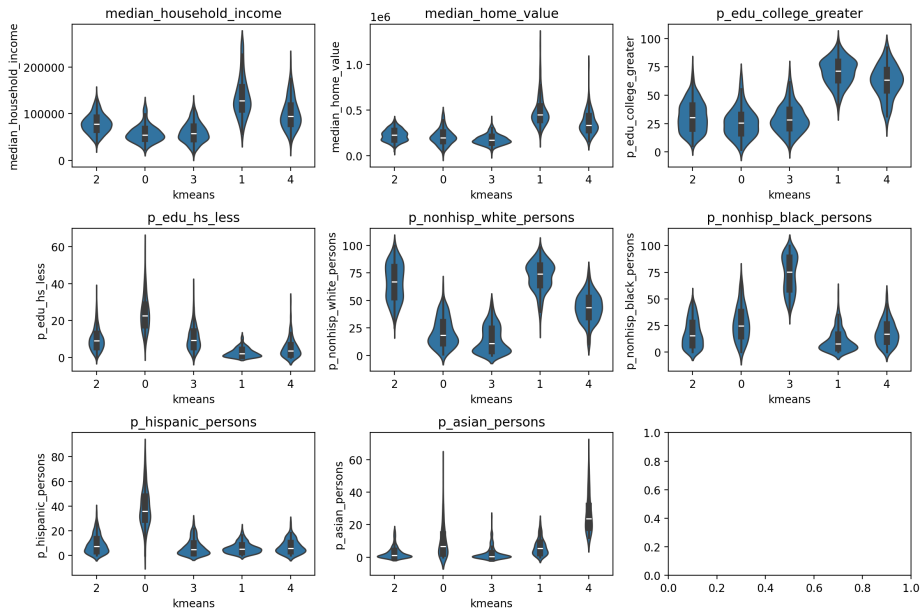 median_household_income
median_household_income
200000
100000
0
2 0 3 1 4
kmeans
median_home_value
1e6
median_home_value
1.0
0.5
0.0
2 0 3 1 4
kmeans
p_edu_college_greater
p_edu_college_greater
100
75
50
25
0
2 0 3 1 4
kmeans
p_edu_hs_less
p_edu_hs_less
60
40
20
0
2 0 3 1 4
kmeans
p_nonhisp_white_persons
p_nonhisp_white_persons
100
75
50
25
0
2 0 3 1 4
kmeans
p_nonhisp_black_persons
p_nonhisp_black_persons
100
75
50
25
0
2 0 3 1 4
kmeans
p_hispanic_persons
p_hispanic_persons
80
60
40
20
0
2 0 3 1 4
kmeans
p_asian_persons
p_asian_persons
60
40
20
0
2 0 3 1 4
kmeans
1.0
0.8
0.6
0.4
0.2
0.0
0.0 0.2 0.4 0.6 0.8 1.0